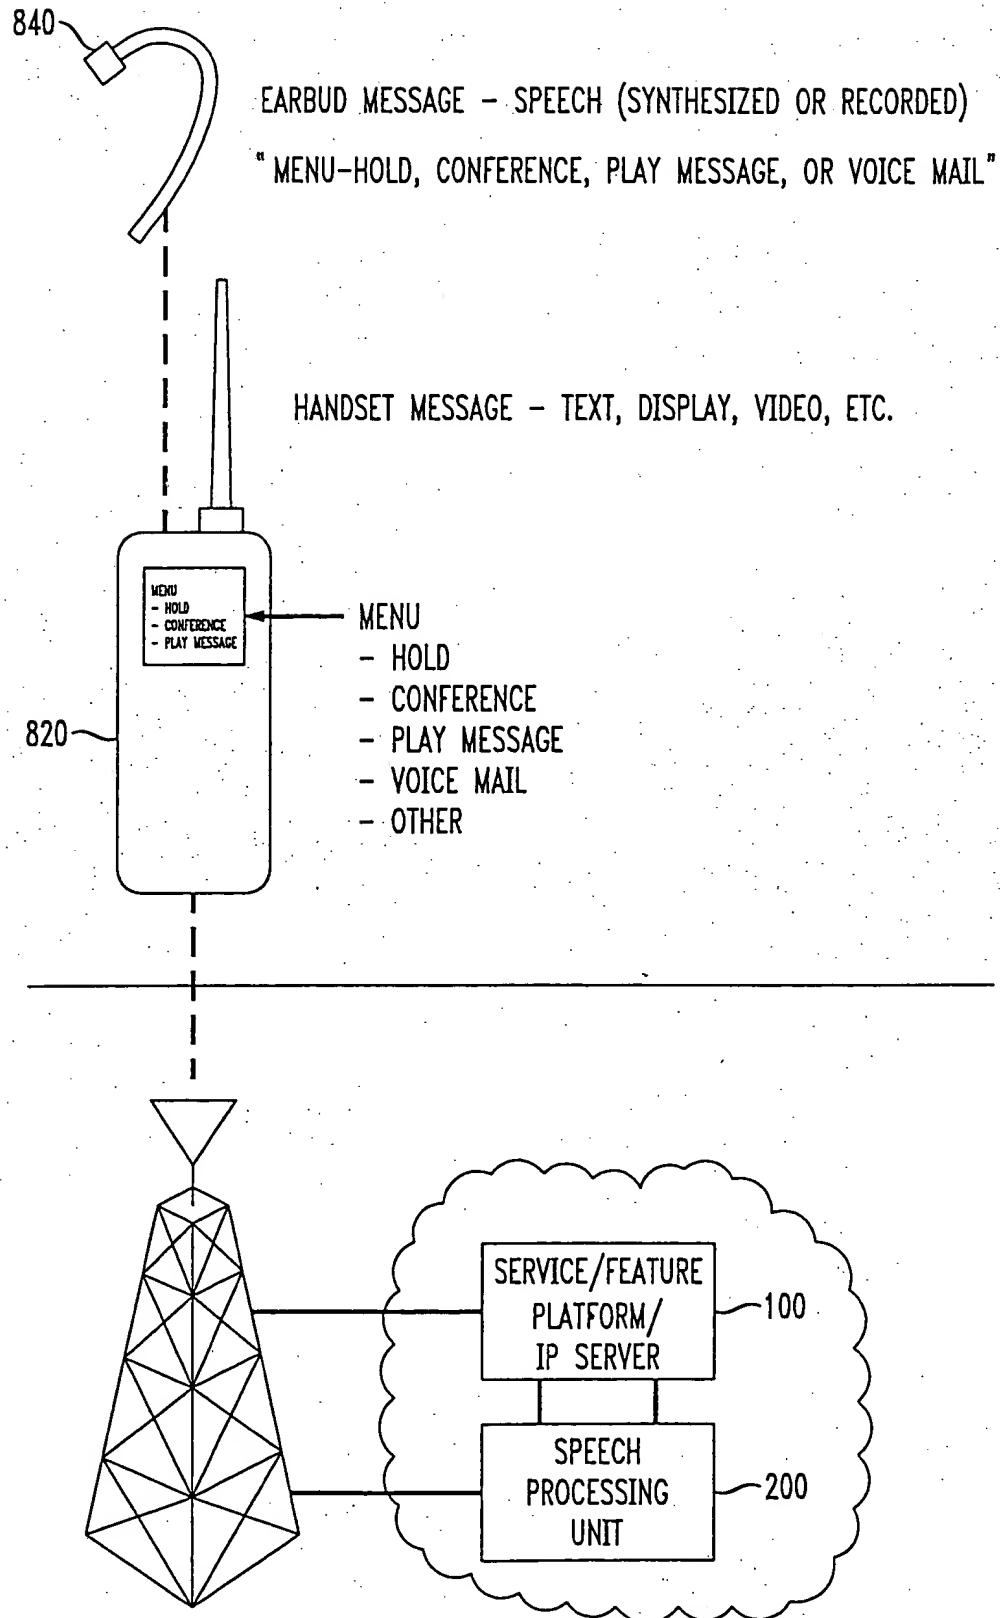 840
EARBUD MESSAGE - SPEECH (SYNTHESIZED OR RECORDED)
"MENU-HOLD, CONFERENCE, PLAY MESSAGE, OR VOICE MAIL"
HANDSET MESSAGE - TEXT, DISPLAY, VIDEO, ETC.
MENU
- HOLD
- CONFERENCE
- PLAY MESSAGE
MENU
- HOLD
- CONFERENCE
- PLAY MESSAGE
- VOICE MAIL
- OTHER
820
SERVICE/FEATURE
PLATFORM/
IP SERVER
100
SPEECH
PROCESSING
UNIT
200